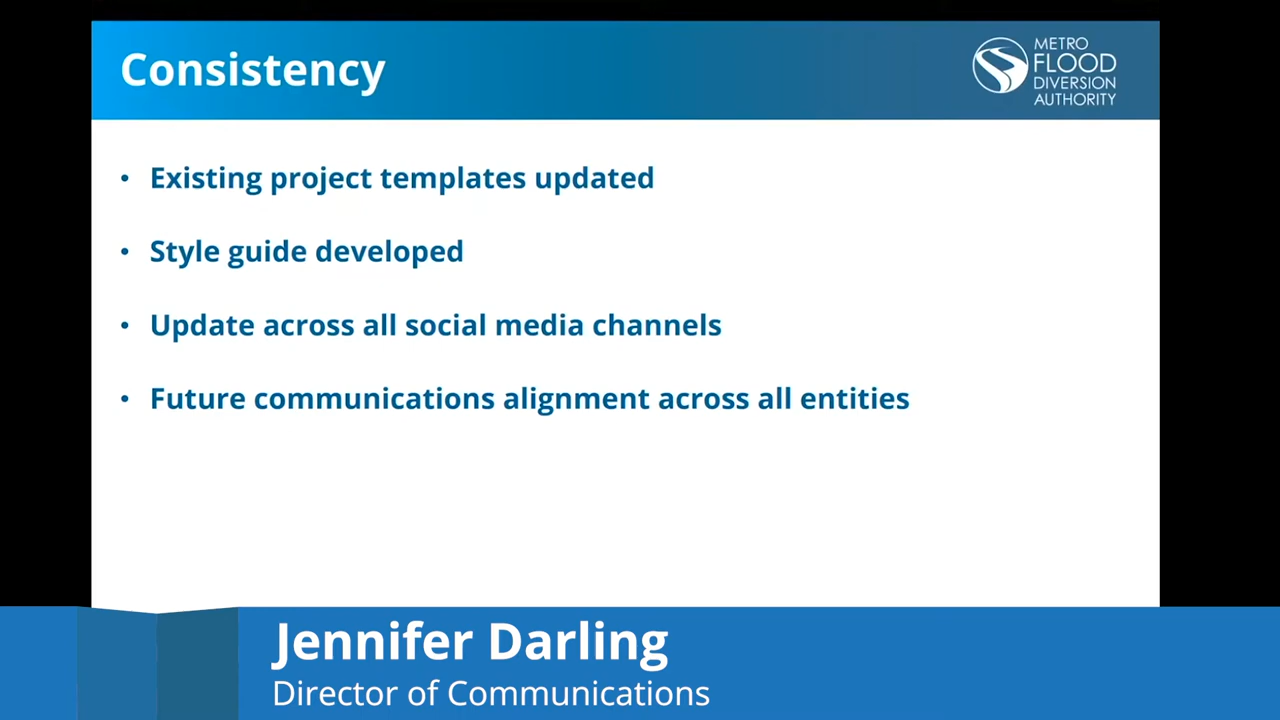 Consistency
METRO
FLOOD
DIVERSION
AUTHORITY
• Existing project templates updated
• Style guide developed
• Update across all social media channels
• Future communications alignment across all entities
Jennifer Darling
Director of Communications